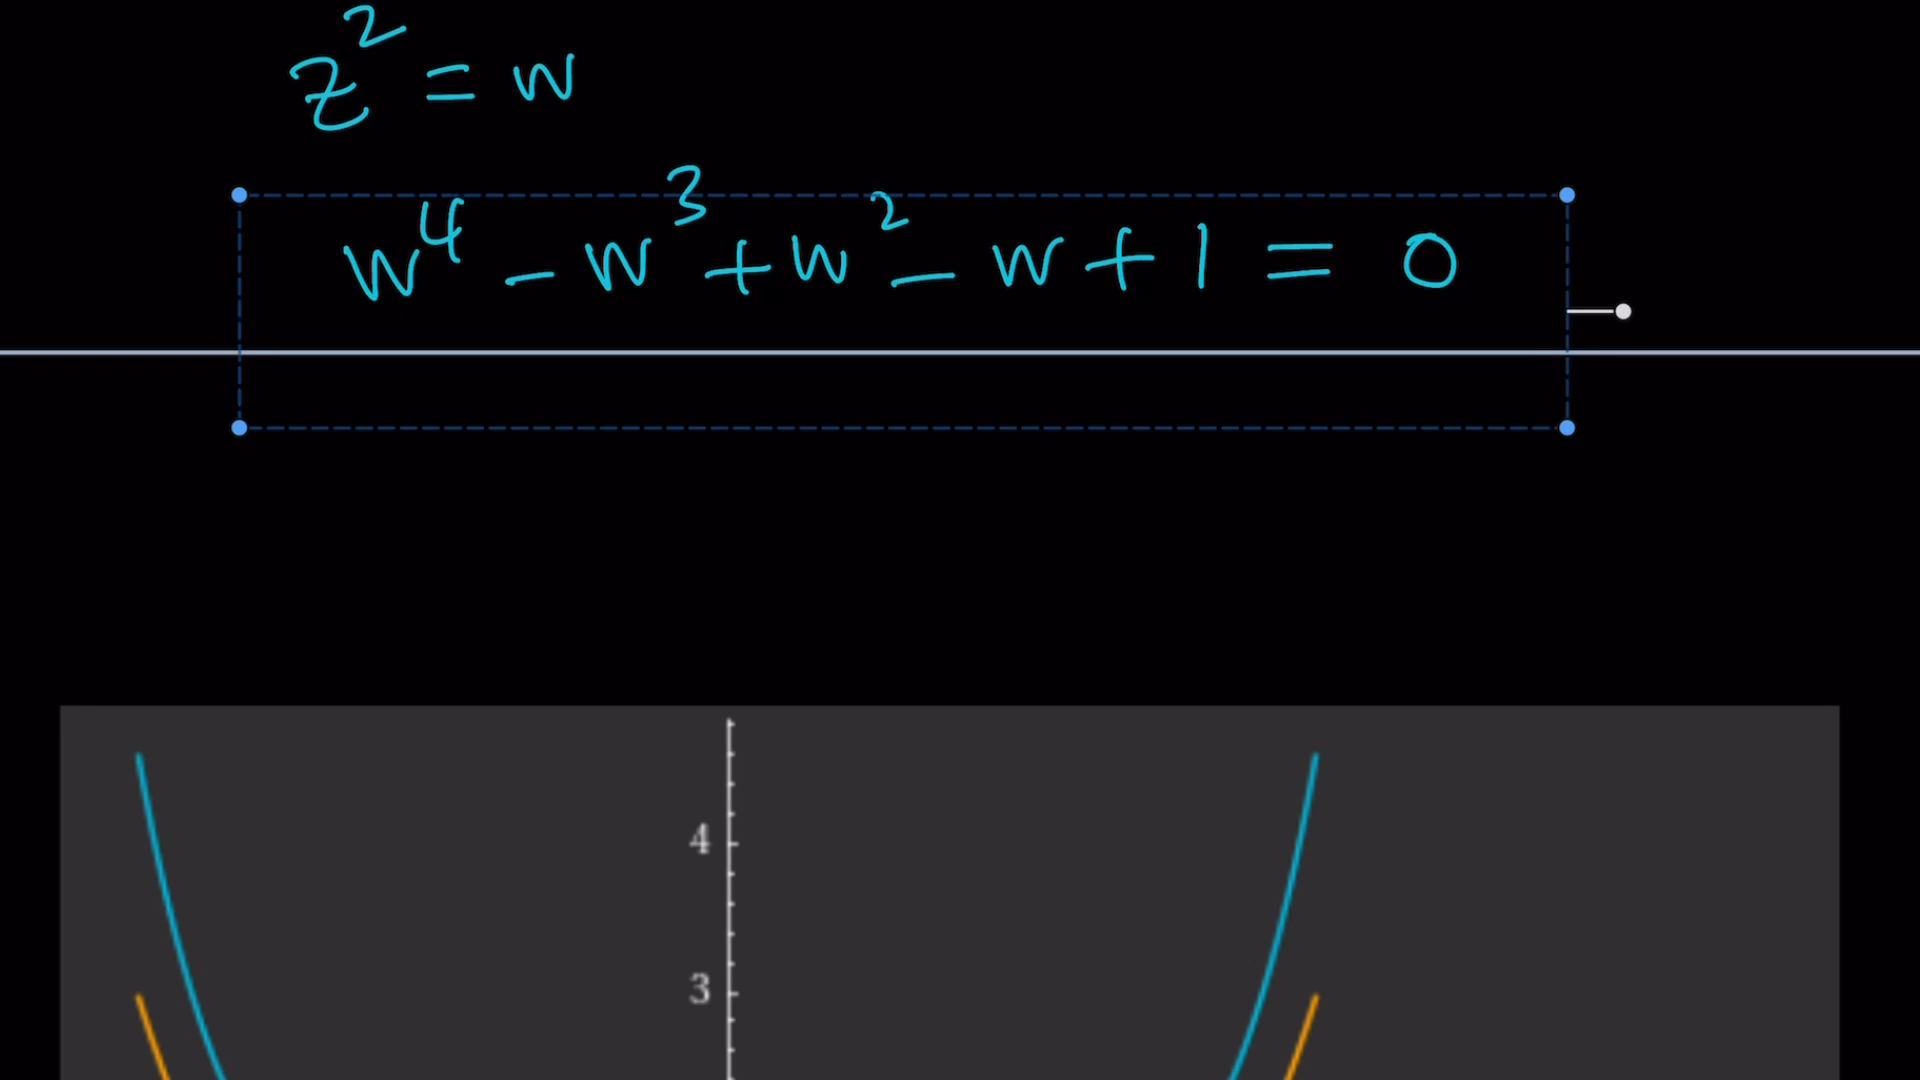 z² = w
w⁴ - w³ + w² - w + 1 = 0
4
3